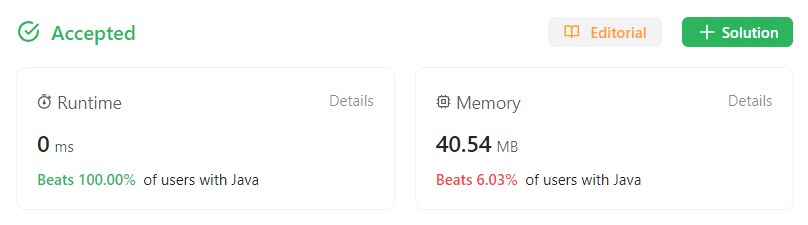 Accepted
Editorial
Solution
Runtime
Details
0 ms
Beats 100.00% of users with Java
Memory
Details
40.54 MB
Beats 6.03% of users with Java